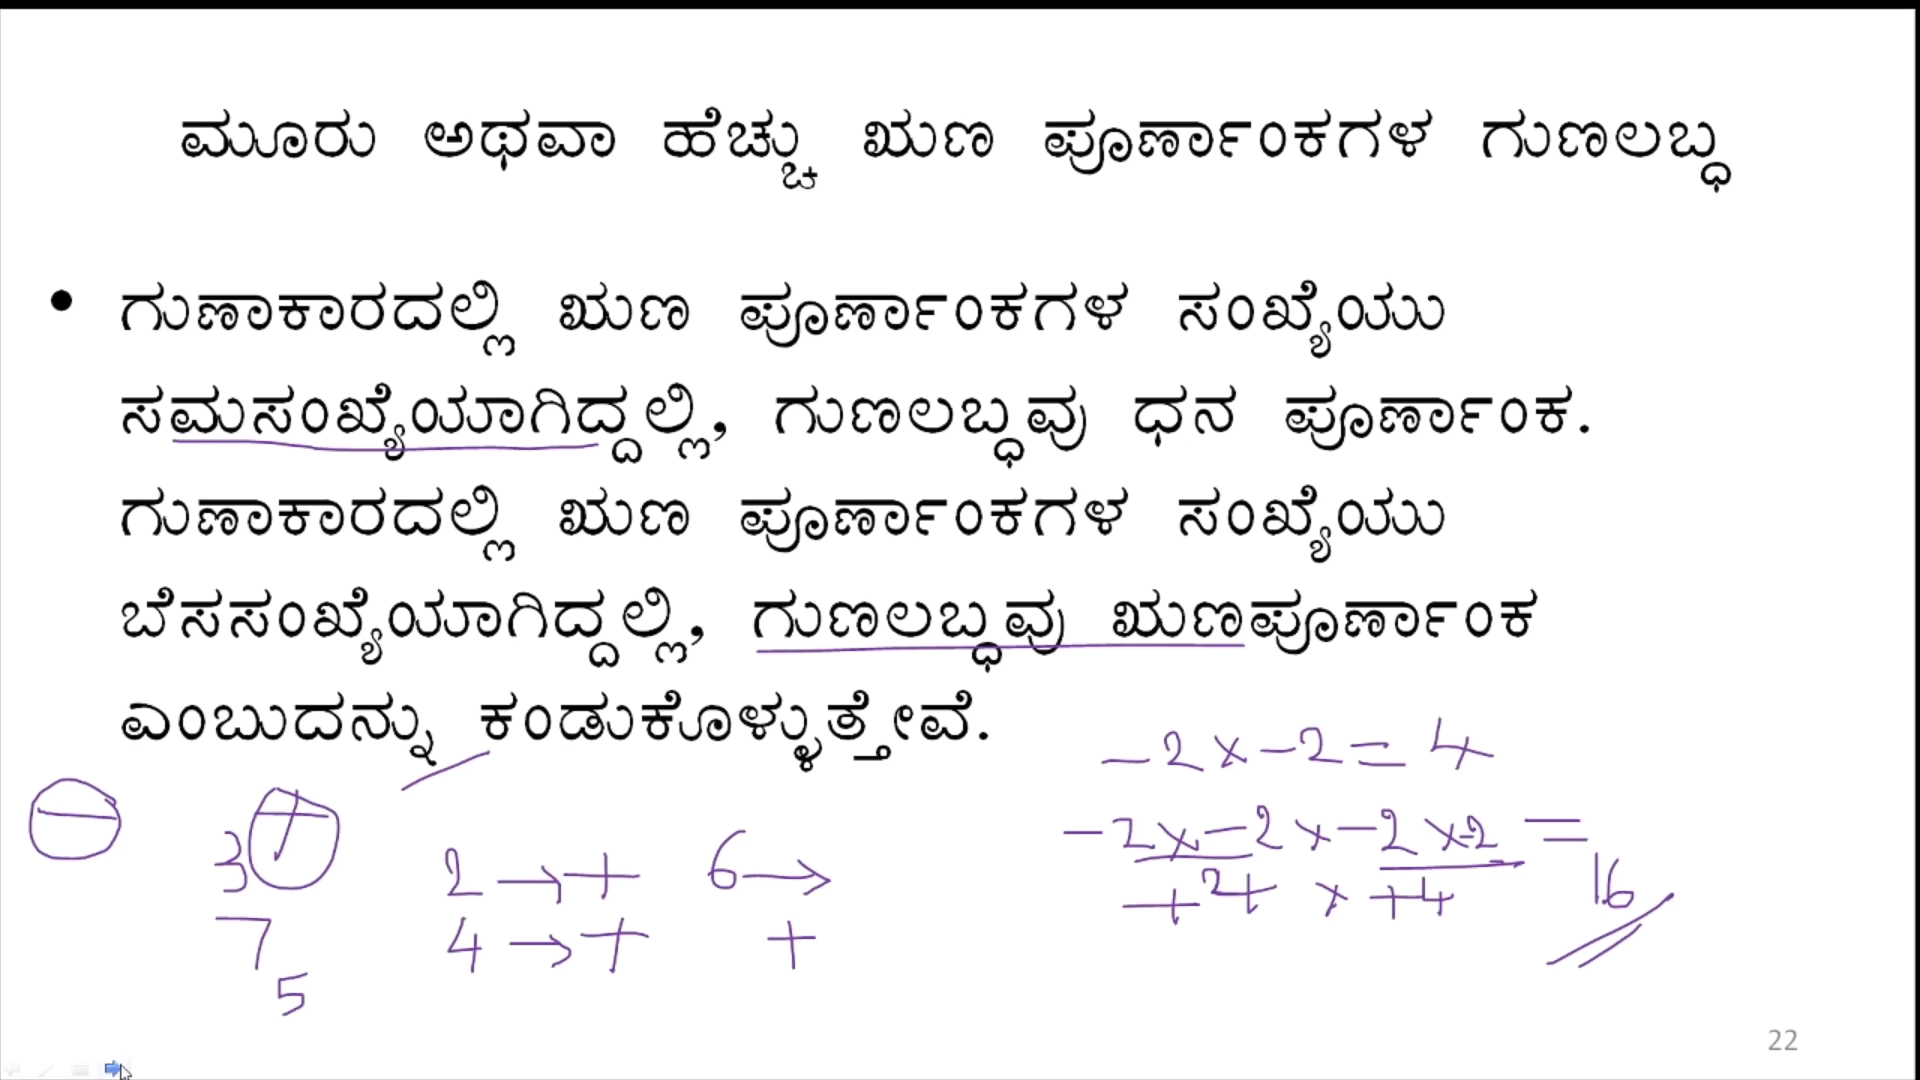 ಮೂರು ಅಥವಾ ಹೆಚ್ಚು ಋಣ ಪೂರ್ಣಾಂಕಗಳ ಗುಣಲಬ್ಧ
• ಗುಣಾಕಾರದಲ್ಲಿ ಋಣ ಪೂರ್ಣಾಂಕಗಳ ಸಂಖ್ಯೆಯು
ಸಮಸಂಖ್ಯೆಯಾಗಿದ್ದಲ್ಲಿ, ಗುಣಲಬ್ಧವು ಧನ ಪೂರ್ಣಾಂಕ.
ಗುಣಾಕಾರದಲ್ಲಿ ಋಣ ಪೂರ್ಣಾಂಕಗಳ ಸಂಖ್ಯೆಯು
ಬೆಸಸಂಖ್ಯೆಯಾಗಿದ್ದಲ್ಲಿ, ಗುಣಲಬ್ಧವು ಋಣಪೂರ್ಣಾಂಕ
ಎಂಬುದನ್ನು ಕಂಡುಕೊಳ್ಳುತ್ತೇವೆ.
-2 × -2 = 4
-2 × -2 × -2 × -2 =
16
+4 × +4
− 3 +
2 → + 6 →
7 4 → + +
5
22